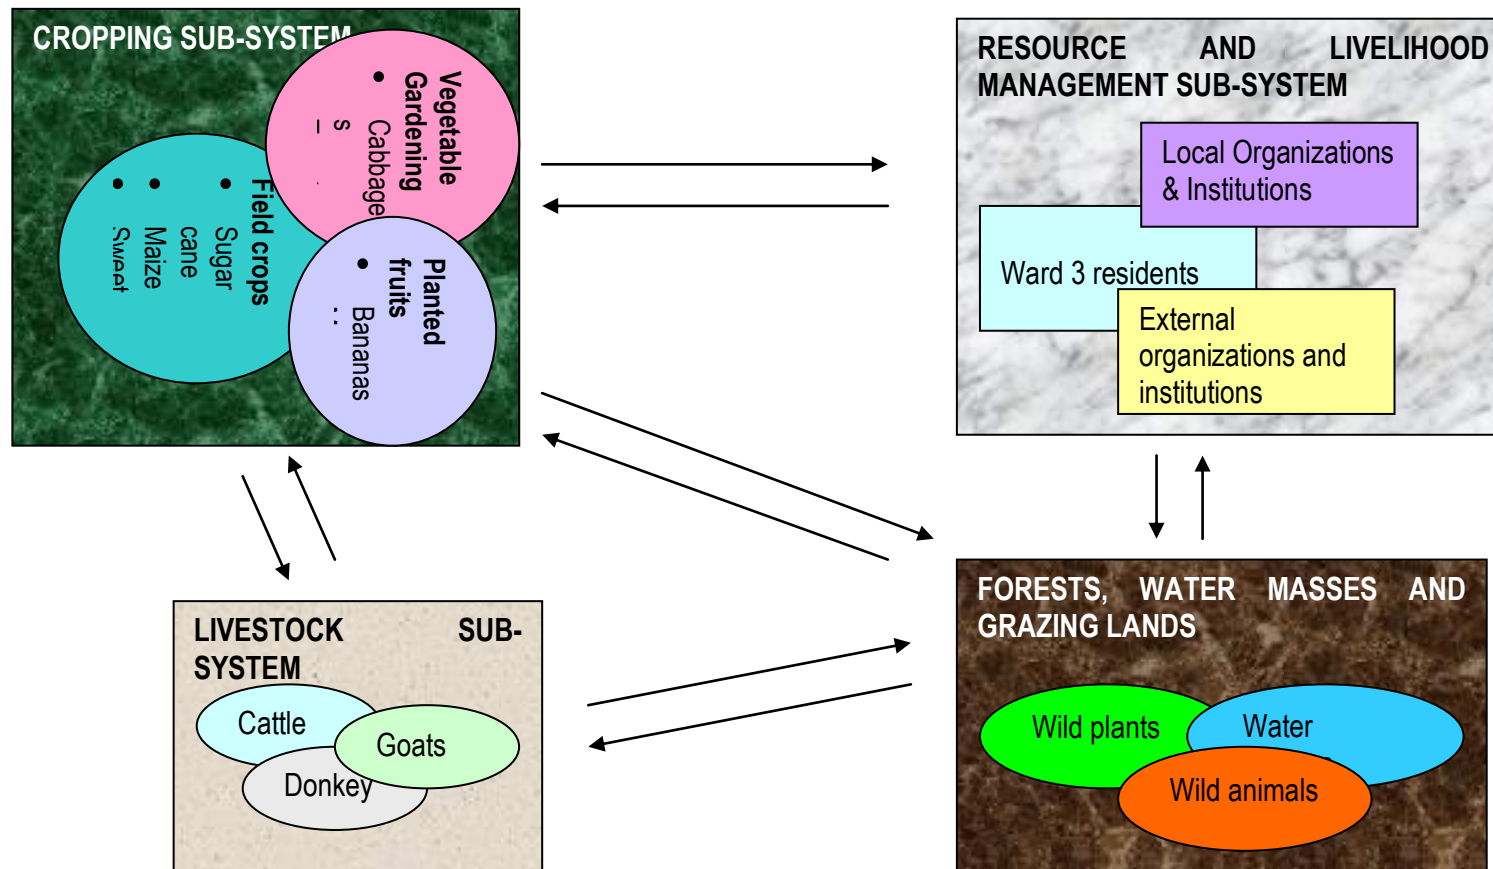 CROPPING SUB-SYSTEM
Vegetable
Gardening
• Cabbage
s
Field crops
• Sugar
cane
• Maize
• Sweet
Planted
fruits
• Bananas
RESOURCE AND LIVELIHOOD
MANAGEMENT SUB-SYSTEM
Local Organizations
& Institutions
Ward 3 residents
External
organizations and
institutions
LIVESTOCK SUB-
SYSTEM
Cattle
Goats
Donkey
FORESTS, WATER MASSES AND
GRAZING LANDS
Wild plants
Water
Wild animals